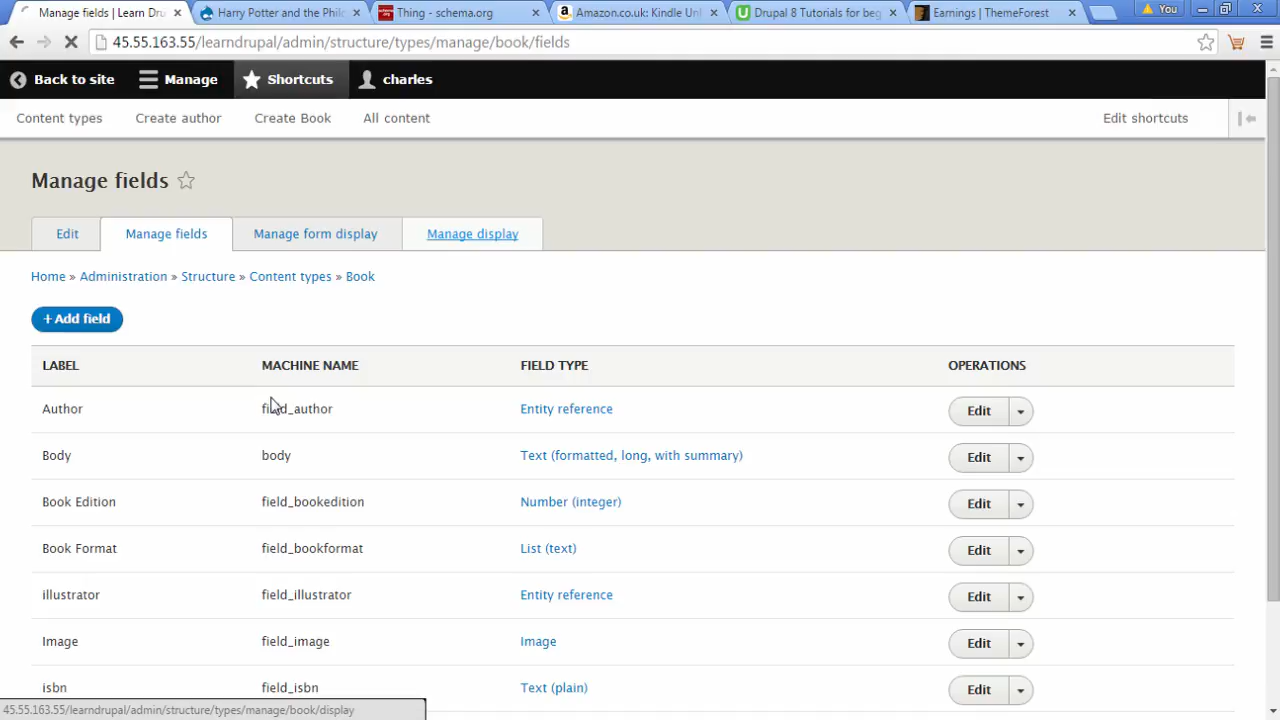 Manage fields | Learn Dru
Harry Potter and the Phil
Thing - schema.org
Amazon.co.uk: Kindle Unl
Drupal 8 Tutorials for beg
Earnings | ThemeForest
You
45.55.163.55/learndrupal/admin/structure/types/manage/book/fields
Back to site
Manage
Shortcuts
charles
Content types
Create author
Create Book
All content
Edit shortcuts
Manage fields
Edit
Manage fields
Manage form display
Manage display
Home » Administration » Structure » Content types » Book
+ Add field
LABEL MACHINE NAME FIELD TYPE OPERATIONS
Author field_author Entity reference Edit
Body body Text (formatted, long, with summary) Edit
Book Edition field_bookedition Number (integer) Edit
Book Format field_bookformat List (text) Edit
illustrator field_illustrator Entity reference Edit
Image field_image Image Edit
isbn field_isbn Text (plain) Edit
45.55.163.55/learndrupal/admin/structure/types/manage/book/display